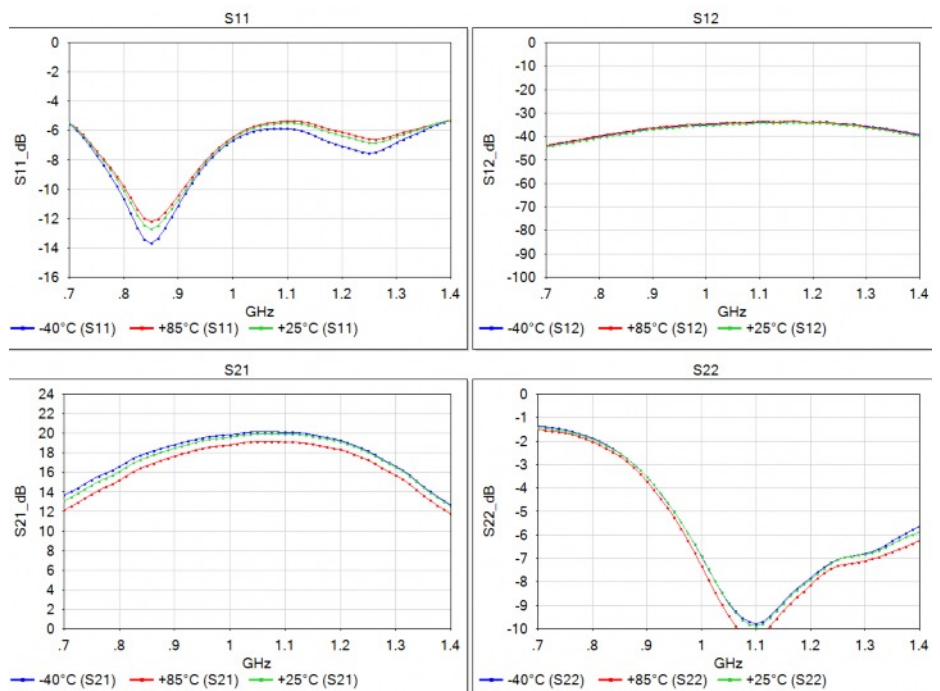 S11
S11_dB
0
-2
-4
-6
-8
-10
-12
-14
-16
.7 .8 .9 1 1.1 1.2 1.3 1.4
GHz
-40°C (S11) +85°C (S11) +25°C (S11)
S12
S12_dB
0
-10
-20
-30
-40
-50
-60
-70
-80
-90
-100
.7 .8 .9 1 1.1 1.2 1.3 1.4
GHz
-40°C (S12) +85°C (S12) +25°C (S12)
S21
S21_dB
24
22
20
18
16
14
12
10
8
6
4
2
0
.7 .8 .9 1 1.1 1.2 1.3 1.4
GHz
-40°C (S21) +85°C (S21) +25°C (S21)
S22
S22_dB
0
-1
-2
-3
-4
-5
-6
-7
-8
-9
-10
.7 .8 .9 1 1.1 1.2 1.3 1.4
GHz
-40°C (S22) +85°C (S22) +25°C (S22)